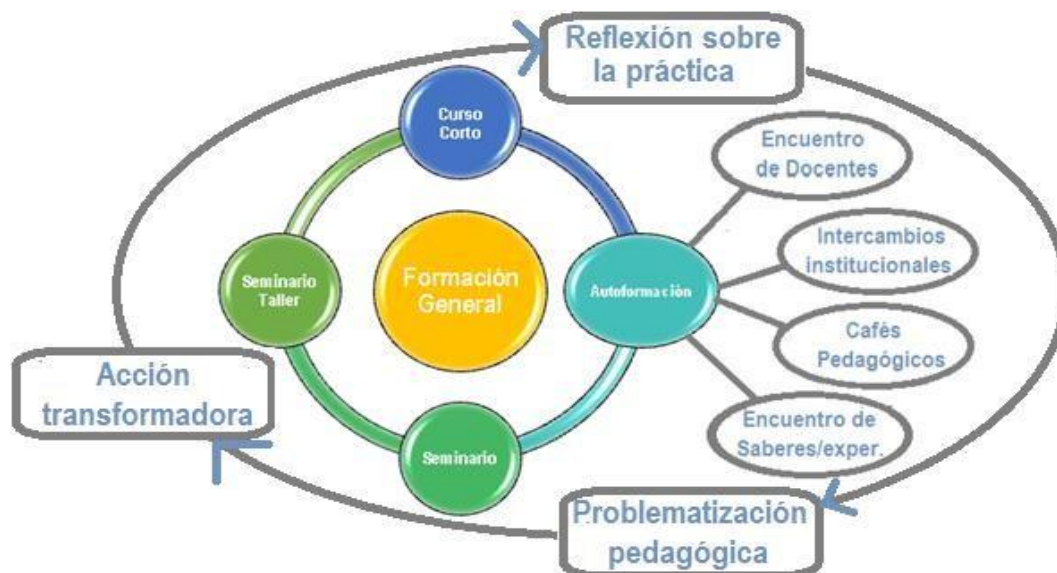 Reflexión sobre
la práctica
Curso
Corto
Encuentro
de Docentes
Seminario
Taller
Formación
General
Autoformación
Intercambios
institucionales
Cafés
Pedagógicos
Acción
transformadora
Encuentro de
Saberes/exper.
Seminario
Problematización
pedagógica